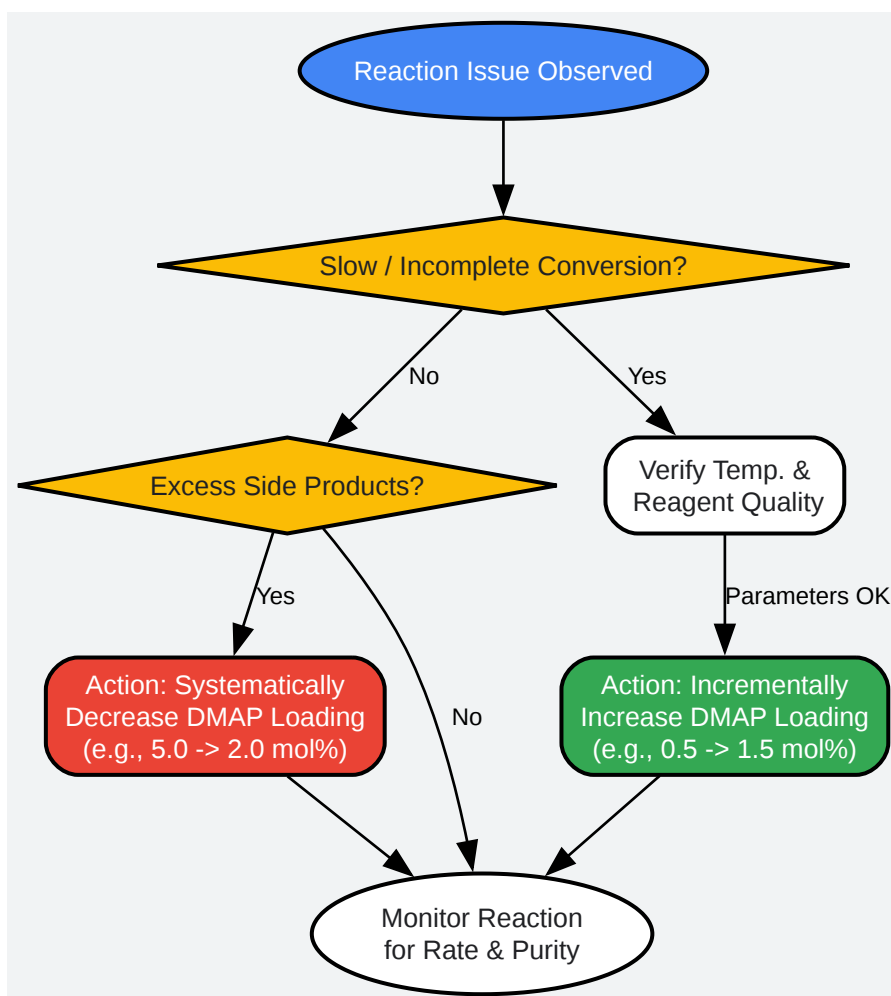 Reaction Issue Observed
Slow / Incomplete Conversion?
No
Yes
Excess Side Products?
Verify Temp. &
Reagent Quality
Yes
Parameters OK
Action: Systematically
Decrease DMAP Loading
(e.g., 5.0 -> 2.0 mol%)
No
Action: Incrementally
Increase DMAP Loading
(e.g., 0.5 -> 1.5 mol%)
Monitor Reaction
for Rate & Purity